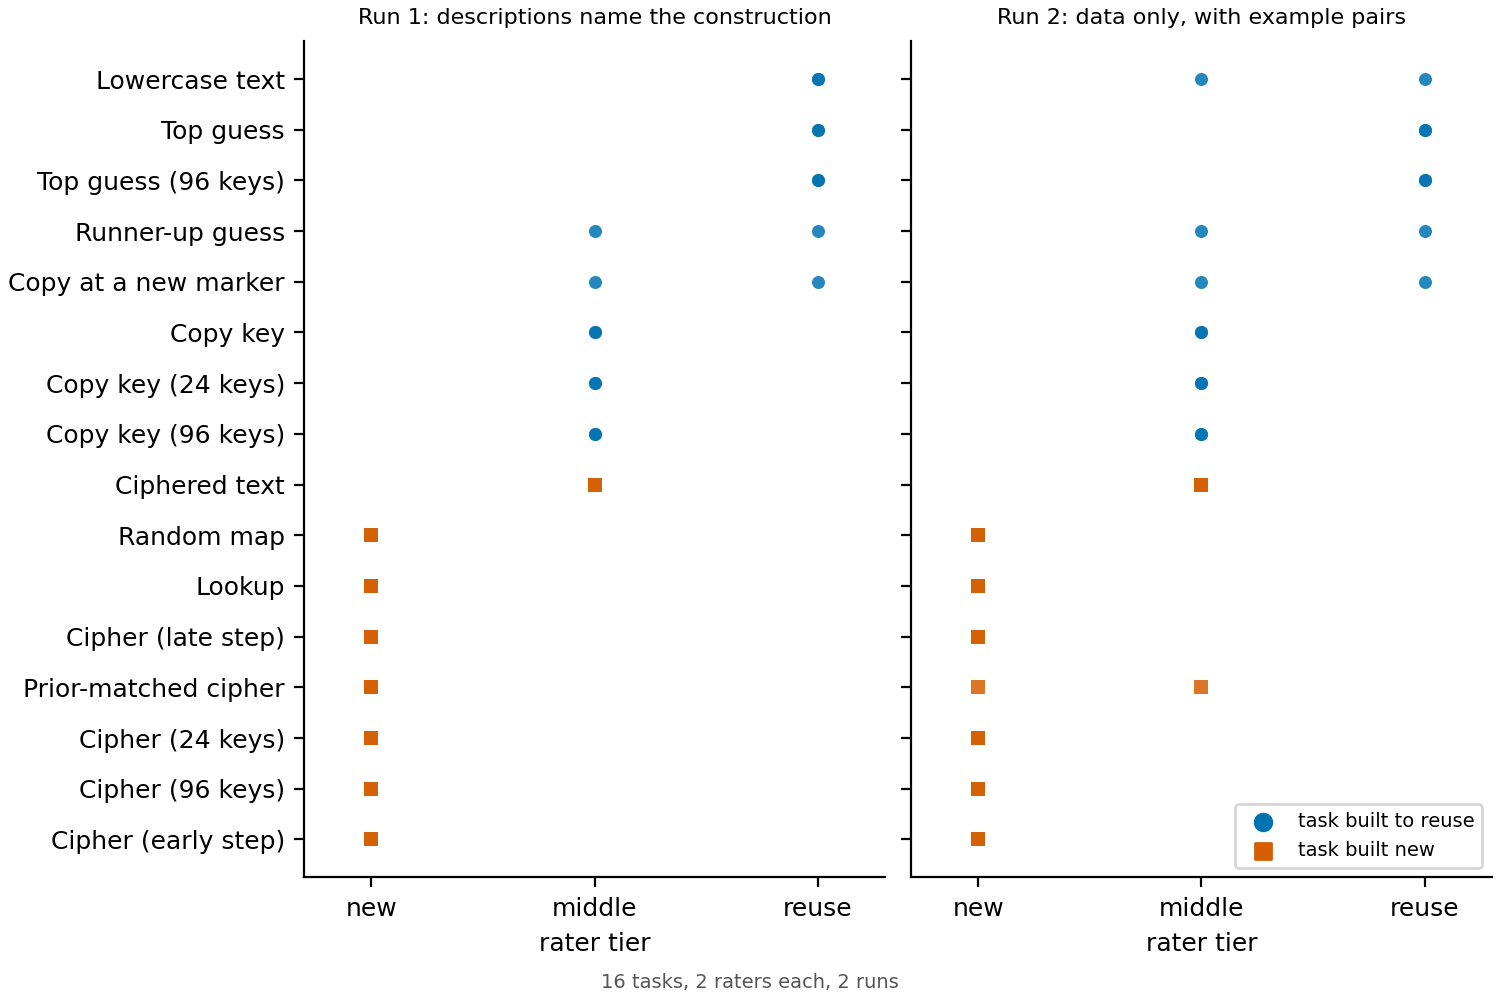 Run 1: descriptions name the construction
Run 2: data only, with example pairs
Lowercase text
Top guess
Top guess (96 keys)
Runner-up guess
Copy at a new marker
Copy key
Copy key (24 keys)
Copy key (96 keys)
Ciphered text
Random map
Lookup
Cipher (late step)
Prior-matched cipher
Cipher (24 keys)
Cipher (96 keys)
Cipher (early step)
task built to reuse
task built new
new middle reuse
new middle reuse
rater tier
rater tier
16 tasks, 2 raters each, 2 runs